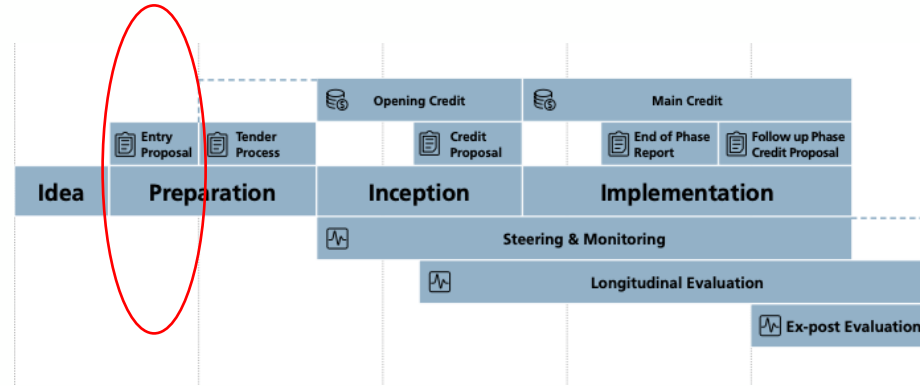 Opening Credit
Main Credit
Entry
Proposal
Tender
Process
Credit
Proposal
End of Phase
Report
Follow up Phase
Credit Proposal
Idea
Preparation
Inception
Implementation
Steering & Monitoring
Longitudinal Evaluation
Ex-post Evaluation